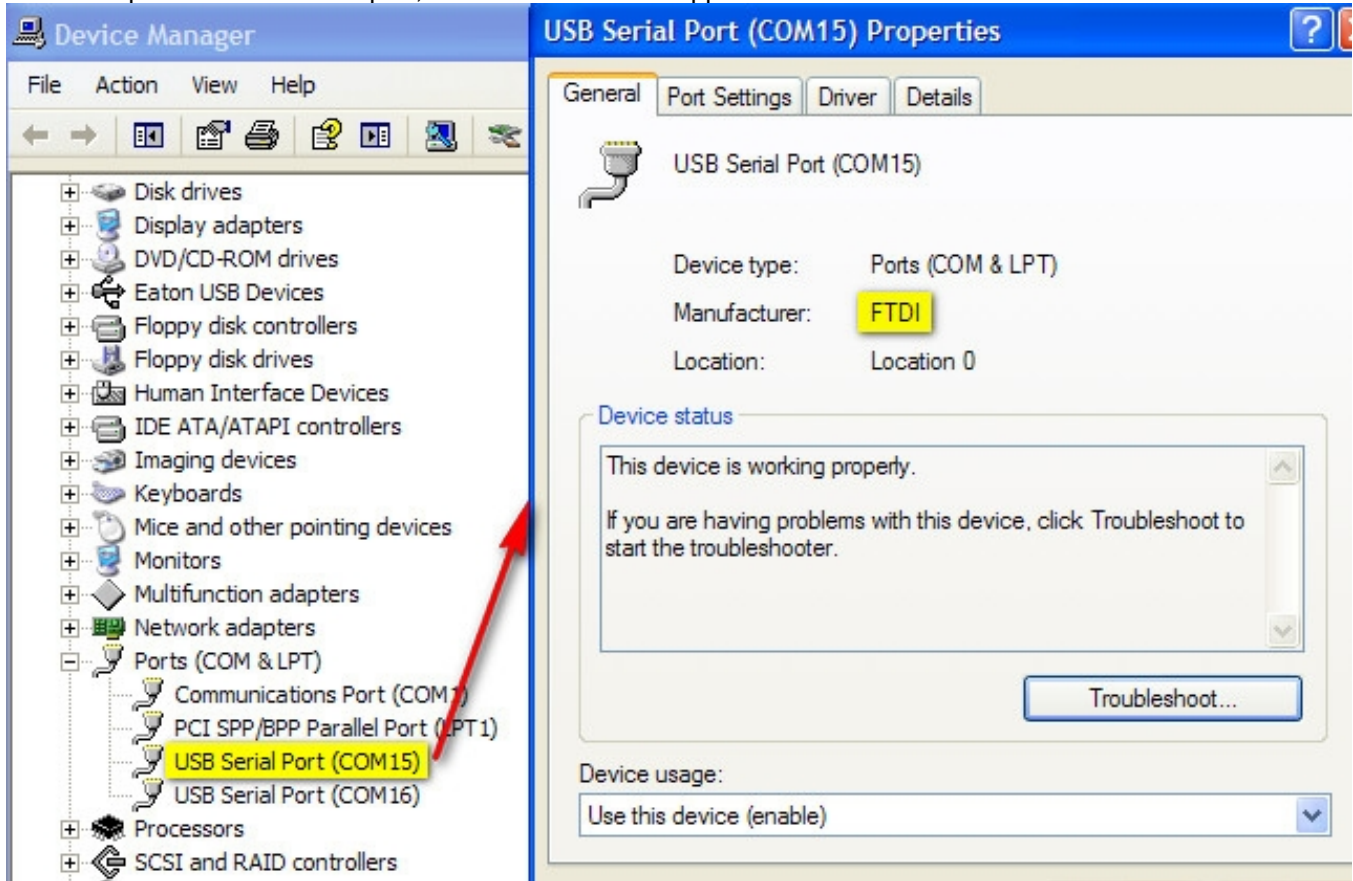 Device Manager
File Action View Help
Disk drives
Display adapters
DVD/CD-ROM drives
Eaton USB Devices
Floppy disk controllers
Floppy disk drives
Human Interface Devices
IDE ATA/ATAPI controllers
Imaging devices
Keyboards
Mice and other pointing devices
Monitors
Multifunction adapters
Network adapters
Ports (COM & LPT)
Communications Port (COM1)
PCI SPP/BPP Parallel Port (LPT1)
USB Serial Port (COM15)
USB Serial Port (COM16)
Processors
SCSI and RAID controllers
USB Serial Port (COM15) Properties
General Port Settings Driver Details
USB Serial Port (COM15)
Device type: Ports (COM & LPT)
Manufacturer: FTDI
Location: Location 0
Device status
This device is working properly.
If you are having problems with this device, click Troubleshoot to
start the troubleshooter.
Troubleshoot...
Device usage:
Use this device (enable)